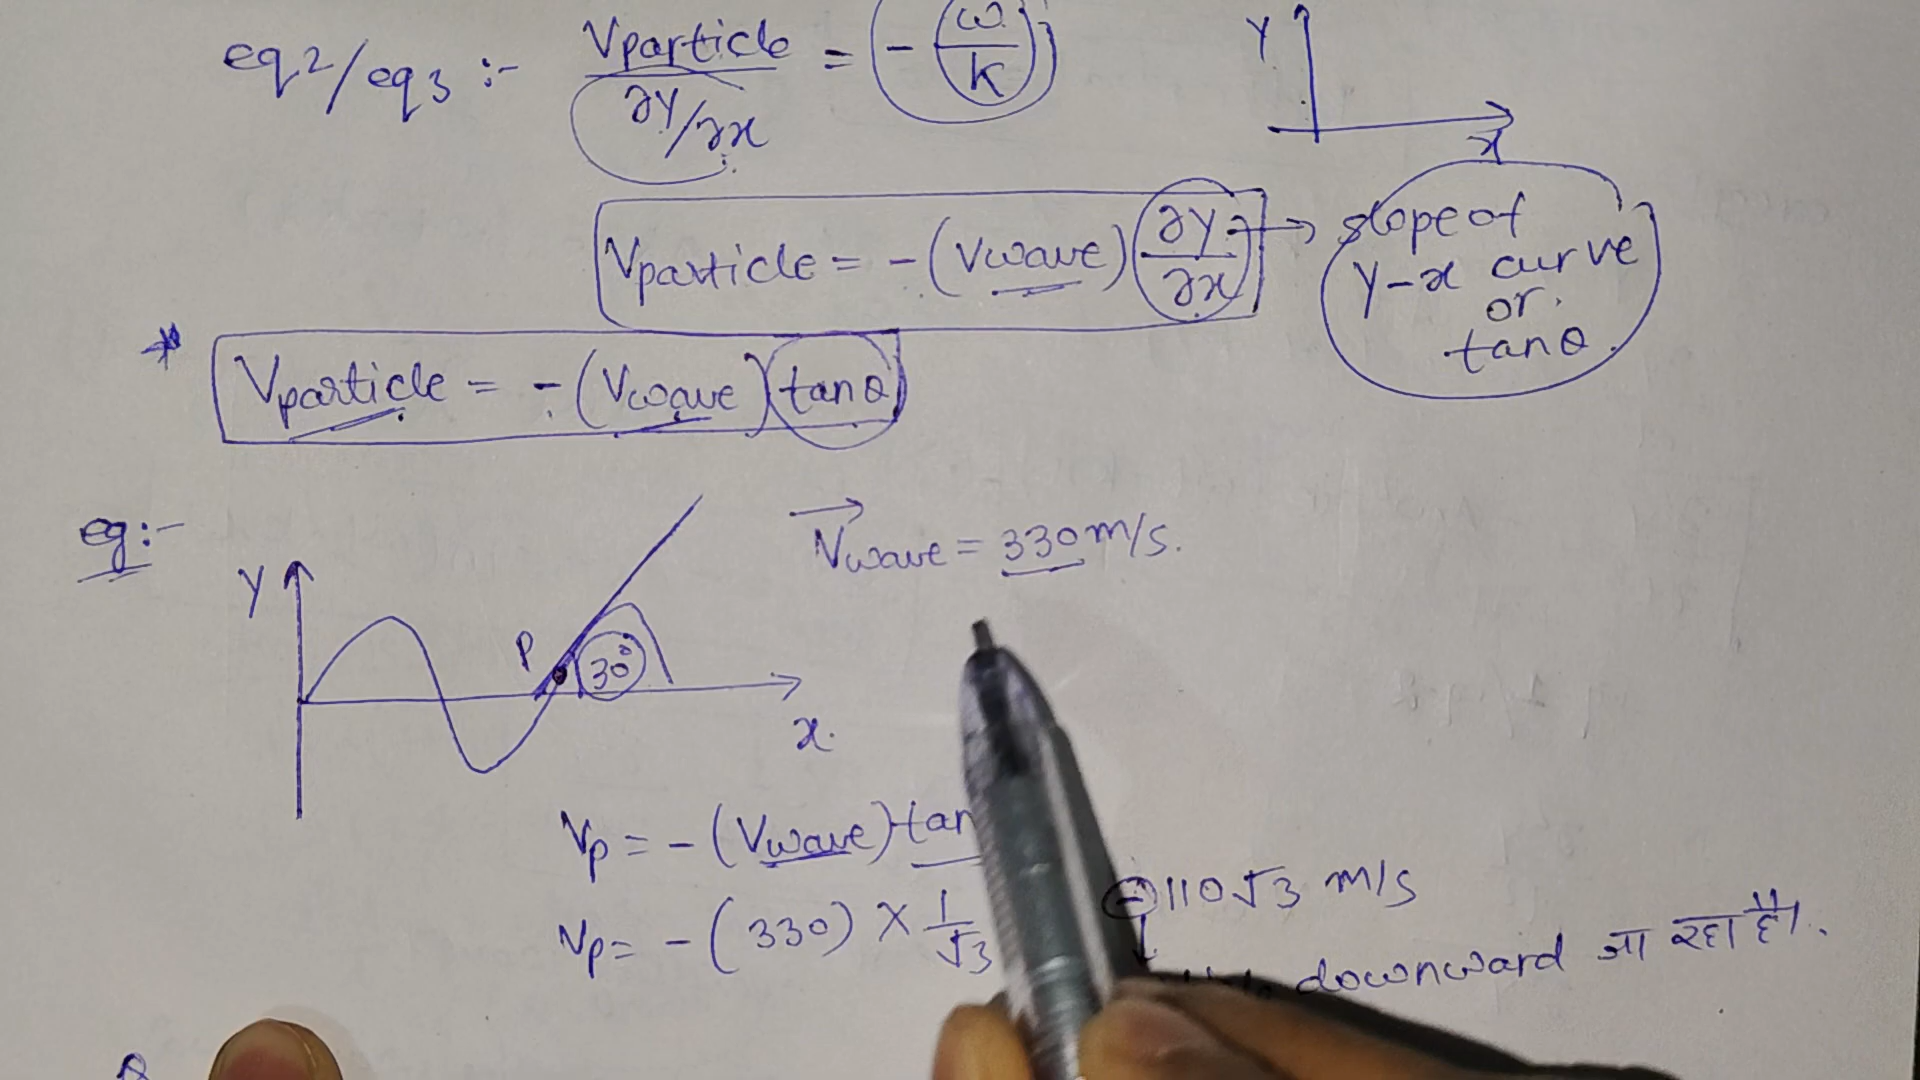 eq2/eq3 :- Vparticle / ∂Y/∂x = - ω/k
Y
x
Vparticle = -(Vwave) ∂Y/∂x → slope of
Y-x curve
or
tanθ.
* Vparticle = -(Vwave) tanθ
eg:-
Vwave = 330 m/s.
Y
P
30°
x.
Vp = -(Vwave) tan
Vp = -(330) × 1/√3
-110√3 m/s
downward जा रहा है।.